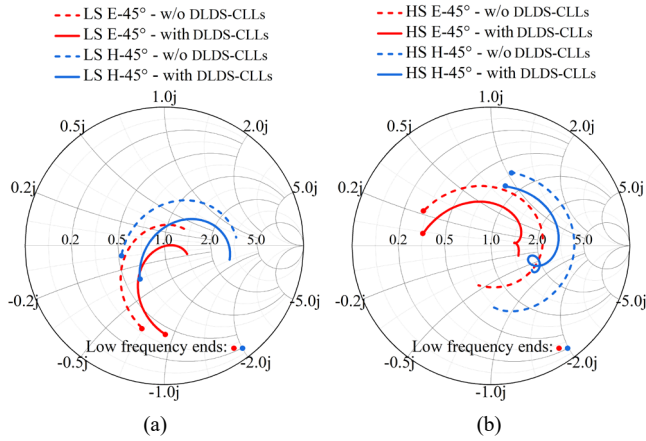 LS E-45° - w/o DLDS-CLLs
LS E-45° - with DLDS-CLLs
LS H-45° - w/o DLDS-CLLs
LS H-45° - with DLDS-CLLs
1.0j
0.5j
2.0j
0.2j
5.0j
0.2
0.5
1.0
2.0
5.0
-0.2j
-5.0j
-0.5j
Low frequency ends:
-2.0j
-1.0j
(a)
HS E-45° - w/o DLDS-CLLs
HS E-45° - with DLDS-CLLs
HS H-45° - w/o DLDS-CLLs
HS H-45° - with DLDS-CLLs
1.0j
0.5j
2.0j
0.2j
5.0j
0.2
0.5
1.0
2.0
5.0
-0.2j
-5.0j
-0.5j
Low frequency ends:
-2.0j
-1.0j
(b)